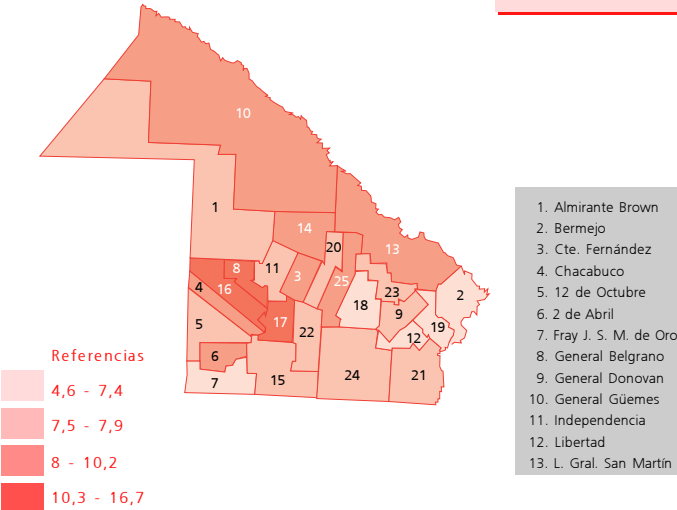 10
1
14
13
20
8
11
3
25
4
16
23
2
18
9
5
17
19
22
12
6
7
15
24
21
Referencias
4,6 - 7,4
7,5 - 7,9
8 - 10,2
10,3 - 16,7
1. Almirante Brown
2. Bermejo
3. Cte. Fernández
4. Chacabuco
5. 12 de Octubre
6. 2 de Abril
7. Fray J. S. M. de Oro
8. General Belgrano
9. General Donovan
10. General Güemes
11. Independencia
12. Libertad
13. L. Gral. San Martín